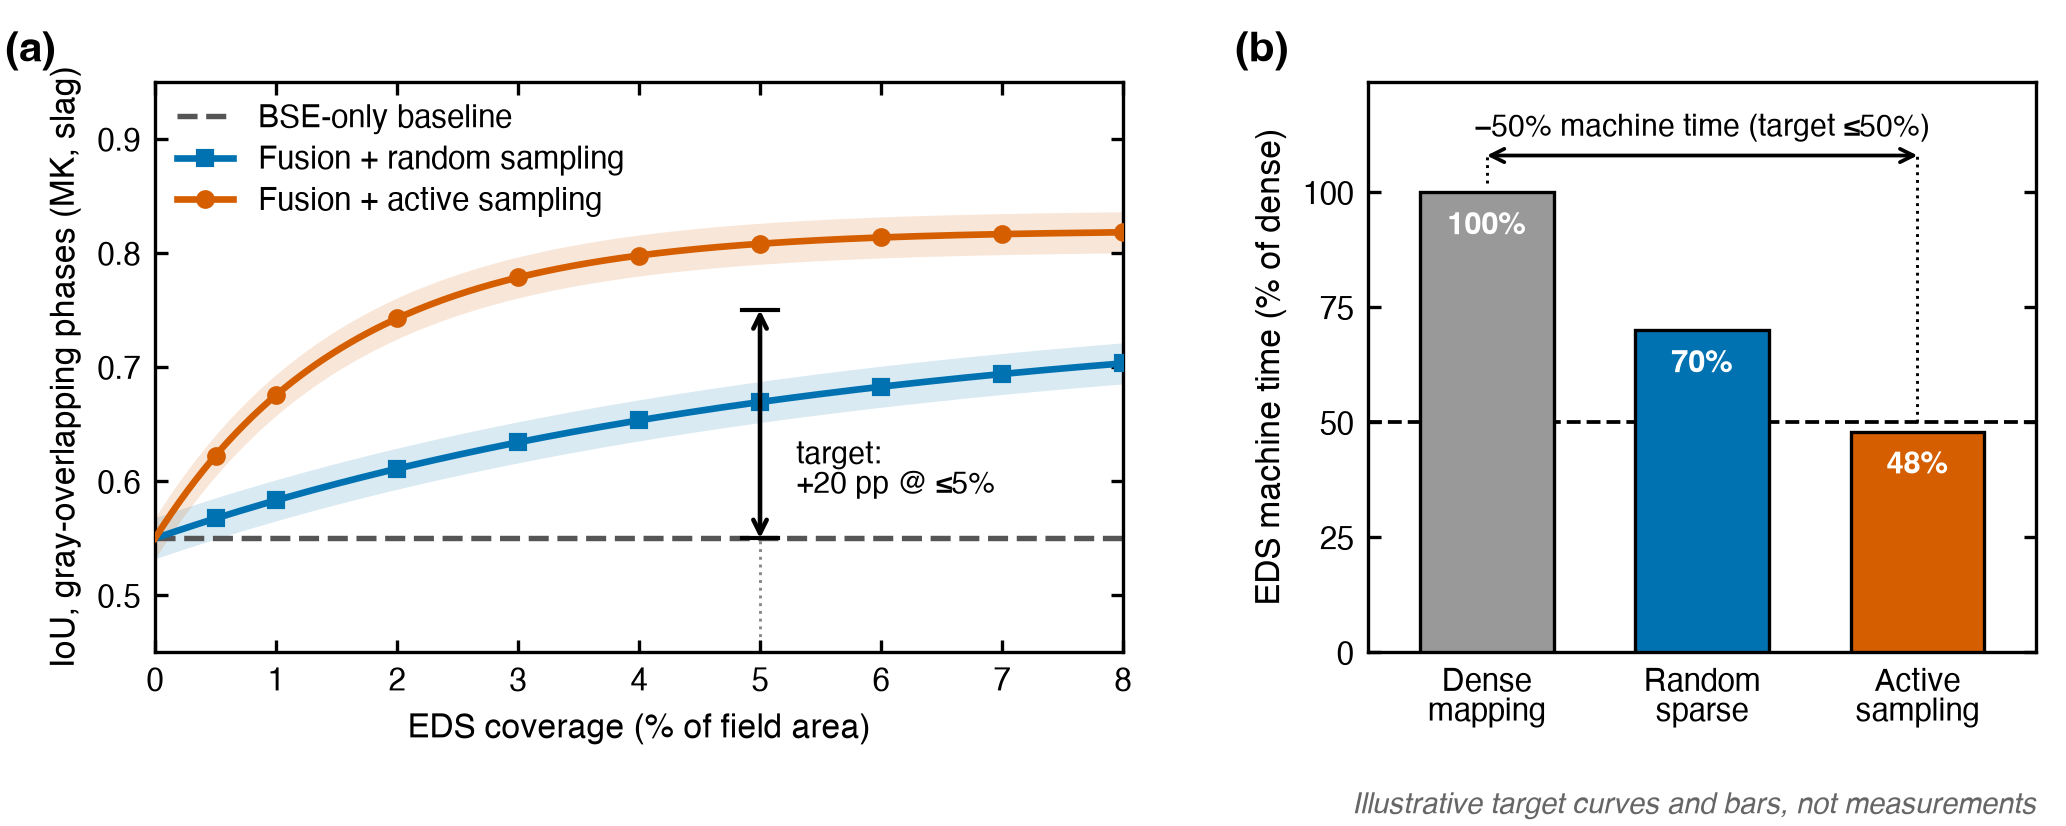 (a)
IoU, gray-overlapping phases (MK, slag)
0.9
0.8
0.7
0.6
0.5
BSE-only baseline
Fusion + random sampling
Fusion + active sampling
target:
+20 pp @ ≤5%
0 1 2 3 4 5 6 7 8
EDS coverage (% of field area)
(b)
EDS machine time (% of dense)
100
75
50
25
0
−50% machine time (target ≤50%)
100%
70%
48%
Dense
mapping
Random
sparse
Active
sampling
Illustrative target curves and bars, not measurements